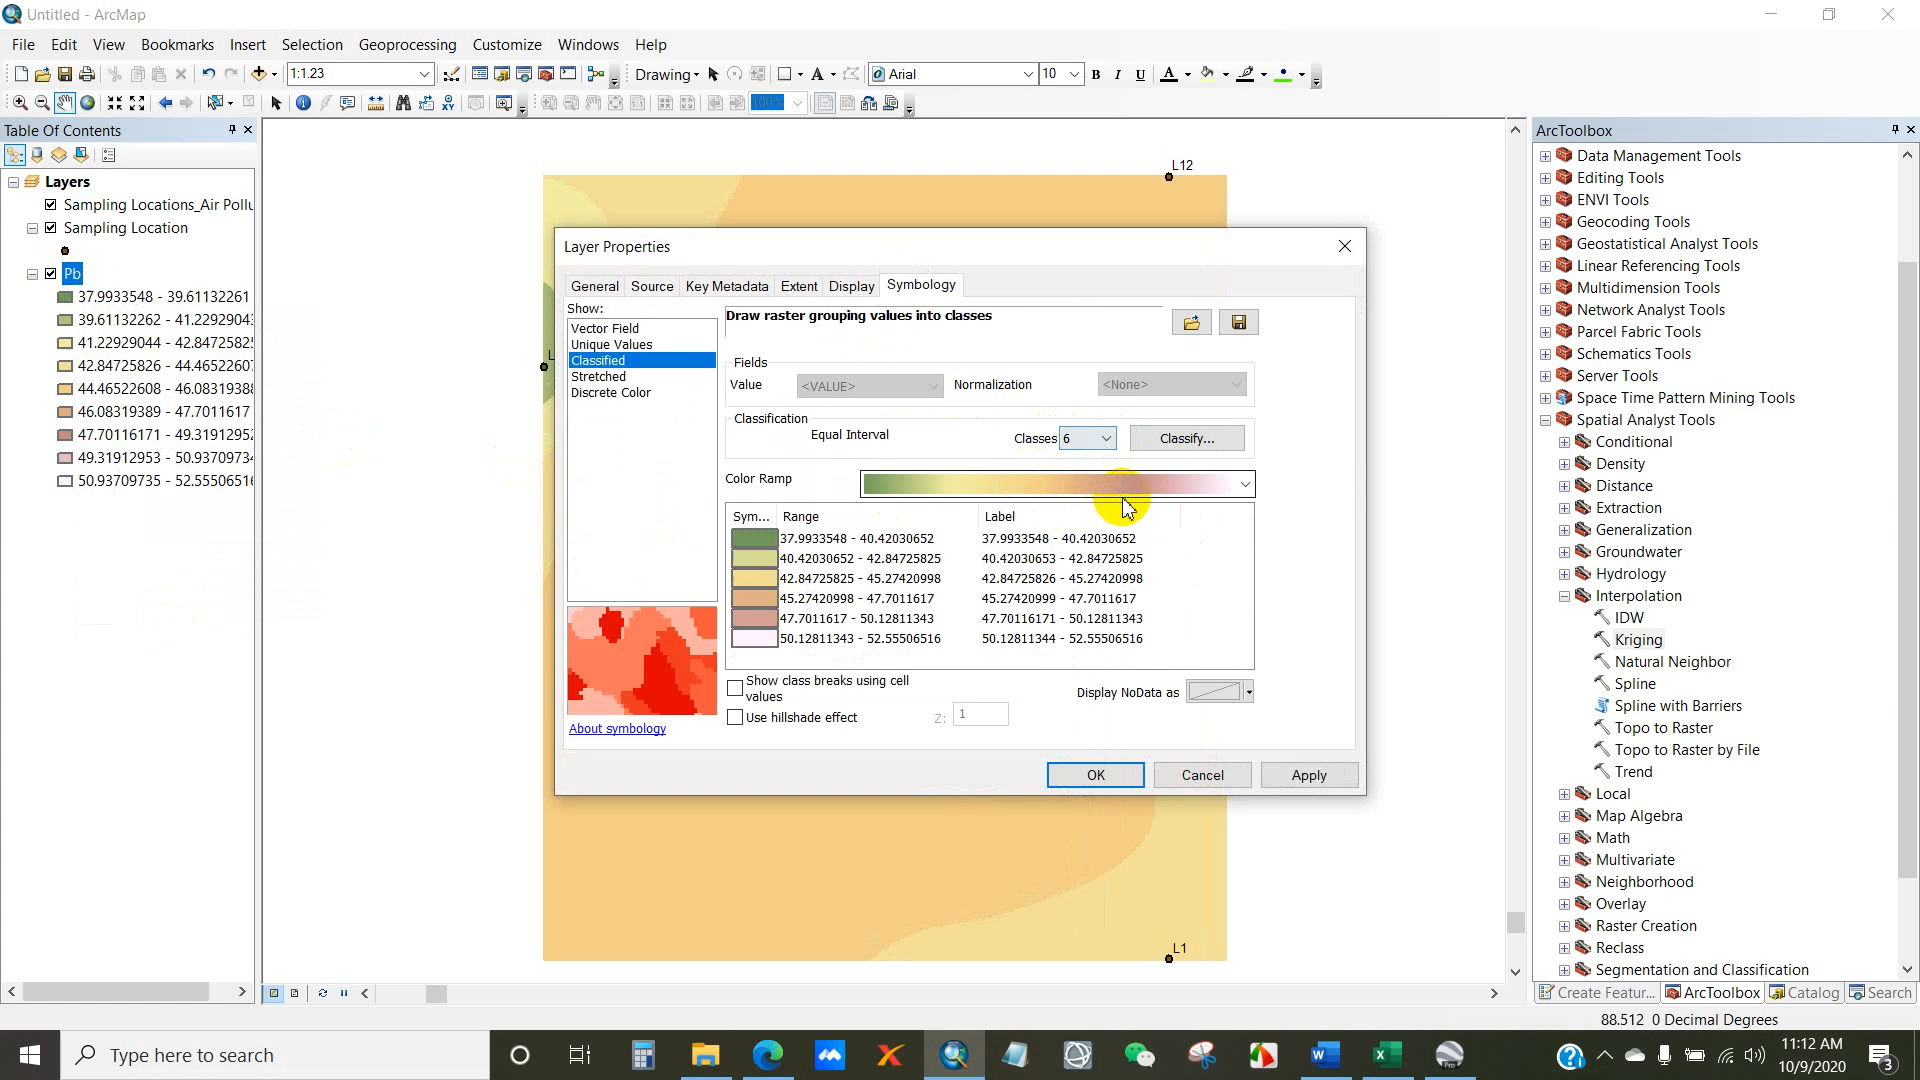 Untitled - ArcMap
File Edit View Bookmarks Insert Selection Geoprocessing Customize Windows Help
1:1.23 Drawing Arial 10 B I U A
100%
Table Of Contents
Layers
Sampling Locations_Air Pollu
Sampling Location
Pb
37.9933548 - 39.61132261
39.61132262 - 41.22929043
41.22929044 - 42.84725825
42.84725826 - 44.46522607
44.46522608 - 46.08319388
46.08319389 - 47.7011617
47.70116171 - 49.31912952
49.31912953 - 50.93709734
50.93709735 - 52.55506516
L12
L
L1
Layer Properties
General Source Key Metadata Extent Display Symbology
Show:
Vector Field
Unique Values
Classified
Stretched
Discrete Color
About symbology
Draw raster grouping values into classes
Fields
Value <VALUE> Normalization <None>
Classification
Equal Interval Classes 6 Classify...
Color Ramp
Sym... Range Label
37.9933548 - 40.42030652 37.9933548 - 40.42030652
40.42030652 - 42.84725825 40.42030653 - 42.84725825
42.84725825 - 45.27420998 42.84725826 - 45.27420998
45.27420998 - 47.7011617 45.27420999 - 47.7011617
47.7011617 - 50.12811343 47.70116171 - 50.12811343
50.12811343 - 52.55506516 50.12811344 - 52.55506516
Show class breaks using cell
values
Display NoData as
Use hillshade effect Z: 1
OK Cancel Apply
ArcToolbox
Data Management Tools
Editing Tools
ENVI Tools
Geocoding Tools
Geostatistical Analyst Tools
Linear Referencing Tools
Multidimension Tools
Network Analyst Tools
Parcel Fabric Tools
Schematics Tools
Server Tools
Space Time Pattern Mining Tools
Spatial Analyst Tools
Conditional
Density
Distance
Extraction
Generalization
Groundwater
Hydrology
Interpolation
IDW
Kriging
Natural Neighbor
Spline
Spline with Barriers
Topo to Raster
Topo to Raster by File
Trend
Local
Map Algebra
Math
Multivariate
Neighborhood
Overlay
Raster Creation
Reclass
Segmentation and Classification
Create Featur... ArcToolbox Catalog Search
88.512 0 Decimal Degrees
Type here to search
11:12 AM
10/9/2020
3